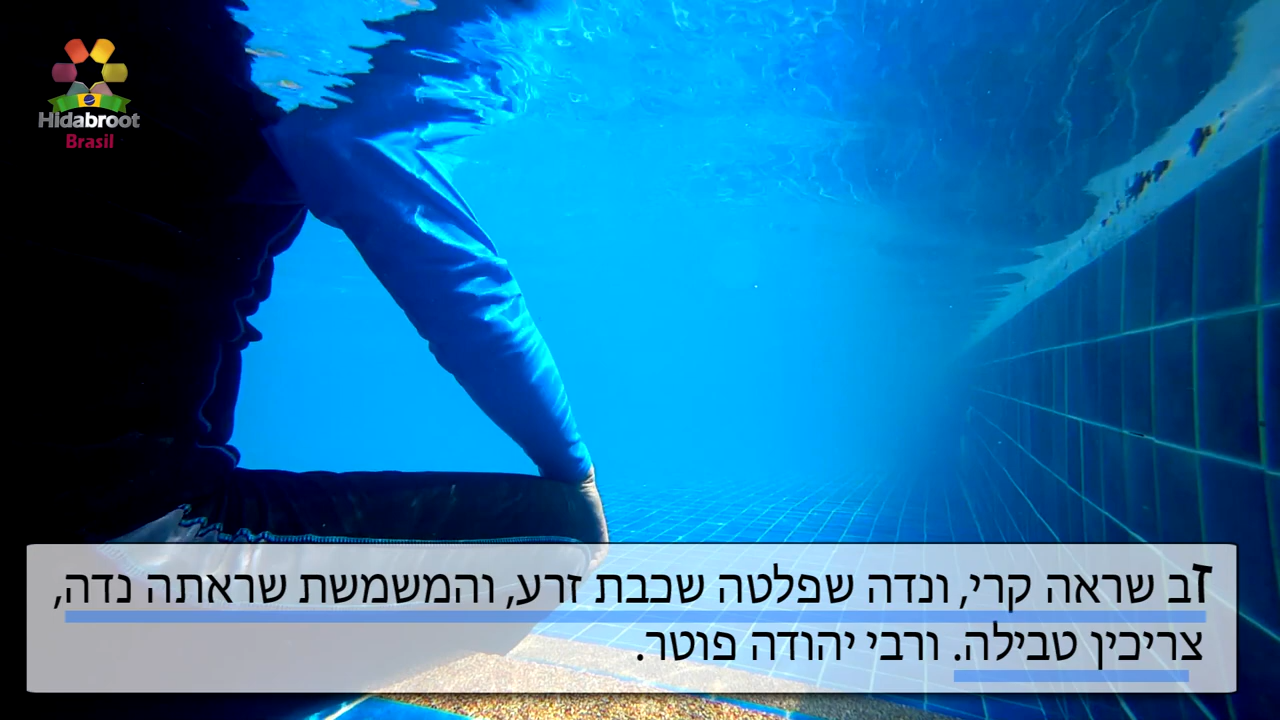 Hidabroot
Brasil
זב שראה קרי, ונדה שפלטה שכבת זרע, והמשמשת שראתה נדה,
צריכין טבילה. ורבי יהודה פוטר.